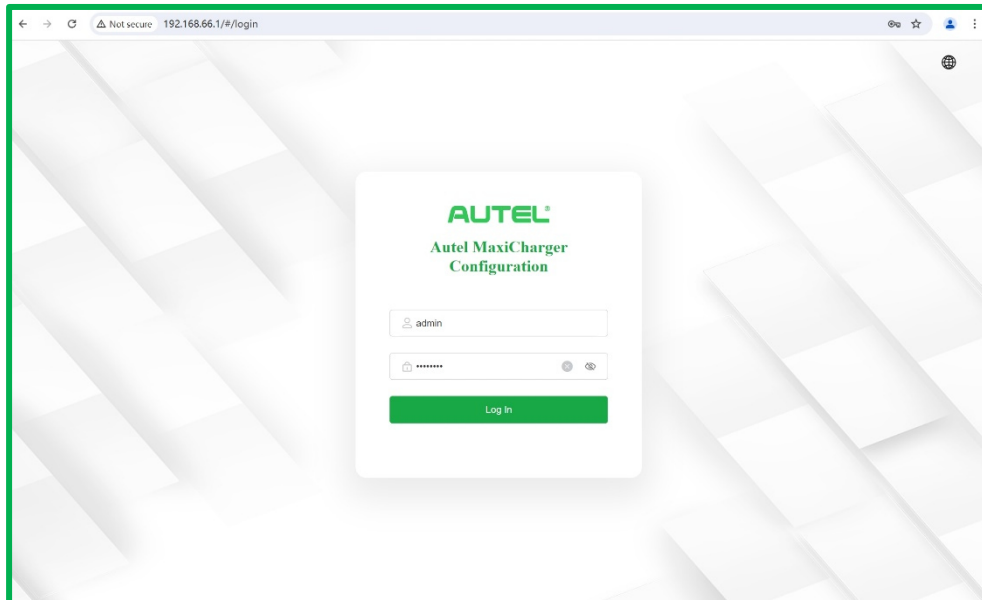 Not secure 192.168.66.1/#/login
AUTEL®
Autel MaxiCharger
Configuration
admin
••••••••
Log In